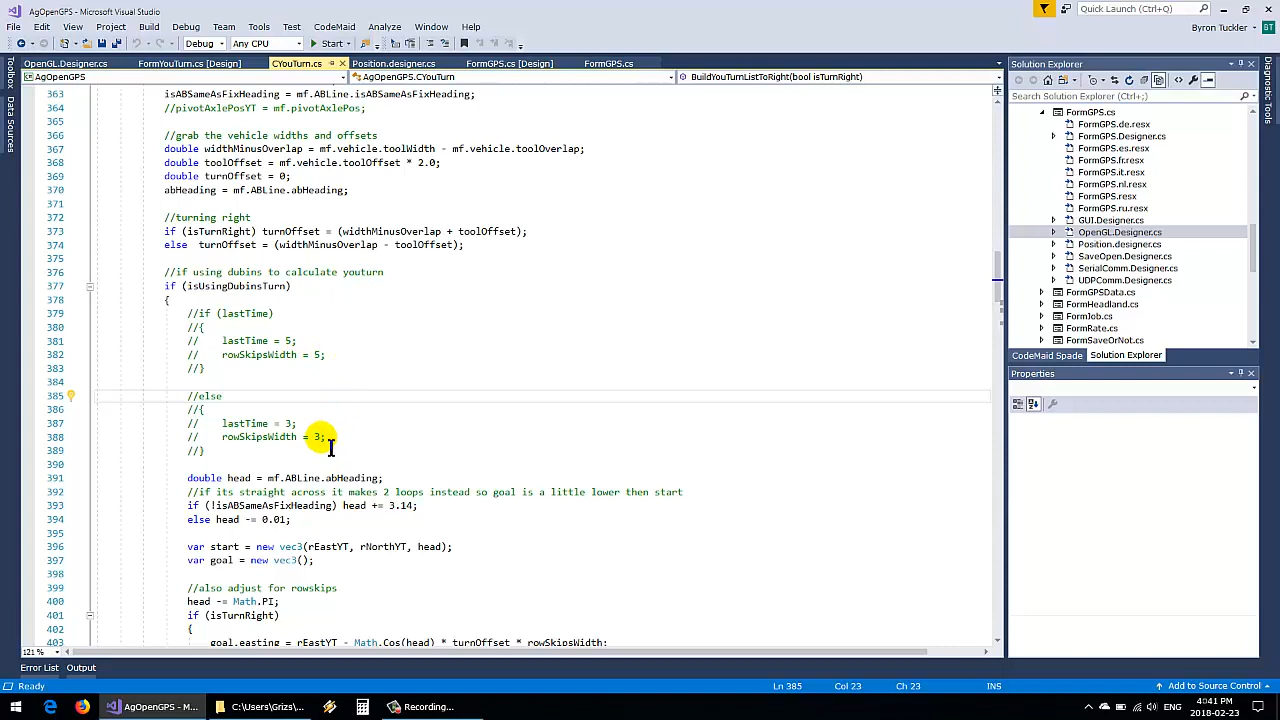 AgOpenGPS - Microsoft Visual Studio
Quick Launch (Ctrl+Q)
File Edit View Project Build Debug Team Tools Test CodeMaid Analyze Window Help
Byron Tuckler BT
Debug Any CPU Start
OpenGL.Designer.cs FormYouTurn.cs [Design] CYouTurn.cs Position.designer.cs FormGPS.cs [Design] FormGPS.cs
AgOpenGPS AgOpenGPS.CYouTurn BuildYouTurnListToRight(bool isTurnRight)
Toolbox
Data Sources
363 isABSameAsFixHeading = mf.ABLine.isABSameAsFixHeading;
364 //pivotAxlePosYT = mf.pivotAxlePos;
365
366 //grab the vehicle widths and offsets
367 double widthMinusOverlap = mf.vehicle.toolWidth - mf.vehicle.toolOverlap;
368 double toolOffset = mf.vehicle.toolOffset * 2.0;
369 double turnOffset = 0;
370 abHeading = mf.ABLine.abHeading;
371
372 //turning right
373 if (isTurnRight) turnOffset = (widthMinusOverlap + toolOffset);
374 else turnOffset = (widthMinusOverlap - toolOffset);
375
376 //if using dubins to calculate youturn
377 if (isUsingDubinsTurn)
378 {
379 //if (lastTime)
380 //{
381 // lastTime = 5;
382 // rowSkipsWidth = 5;
383 //}
384
385 //else
386 //{
387 // lastTime = 3;
388 // rowSkipsWidth = 3;
389 //}
390
391 double head = mf.ABLine.abHeading;
392 //if its straight across it makes 2 loops instead so goal is a little lower then start
393 if (!isABSameAsFixHeading) head += 3.14;
394 else head -= 0.01;
395
396 var start = new vec3(rEastYT, rNorthYT, head);
397 var goal = new vec3();
398
399 //also adjust for rowskips
400 head -= Math.PI;
401 if (isTurnRight)
402 {
403 goal.easting = rEastYT - Math.Cos(head) * turnOffset * rowSkipsWidth;
121 %
Solution Explorer
Search Solution Explorer (Ctrl+;)
FormGPS.cs
FormGPS.de.resx
FormGPS.Designer.cs
FormGPS.es.resx
FormGPS.fr.resx
FormGPS.it.resx
FormGPS.nl.resx
FormGPS.resx
FormGPS.ru.resx
GUI.Designer.cs
OpenGL.Designer.cs
Position.designer.cs
SaveOpen.Designer.cs
SerialComm.Designer.cs
UDPComm.Designer.cs
FormGPSData.cs
FormHeadland.cs
FormJob.cs
FormRate.cs
FormSaveOrNot.cs
CodeMaid Spade Solution Explorer
Properties
Diagnostic Tools
Error List Output
Ready Ln 385 Col 23 Ch 23 INS Add to Source Control
AgOpenGPS - M... C:\Users\Grizs\... Recording...
4:41 PM
2018-02-23